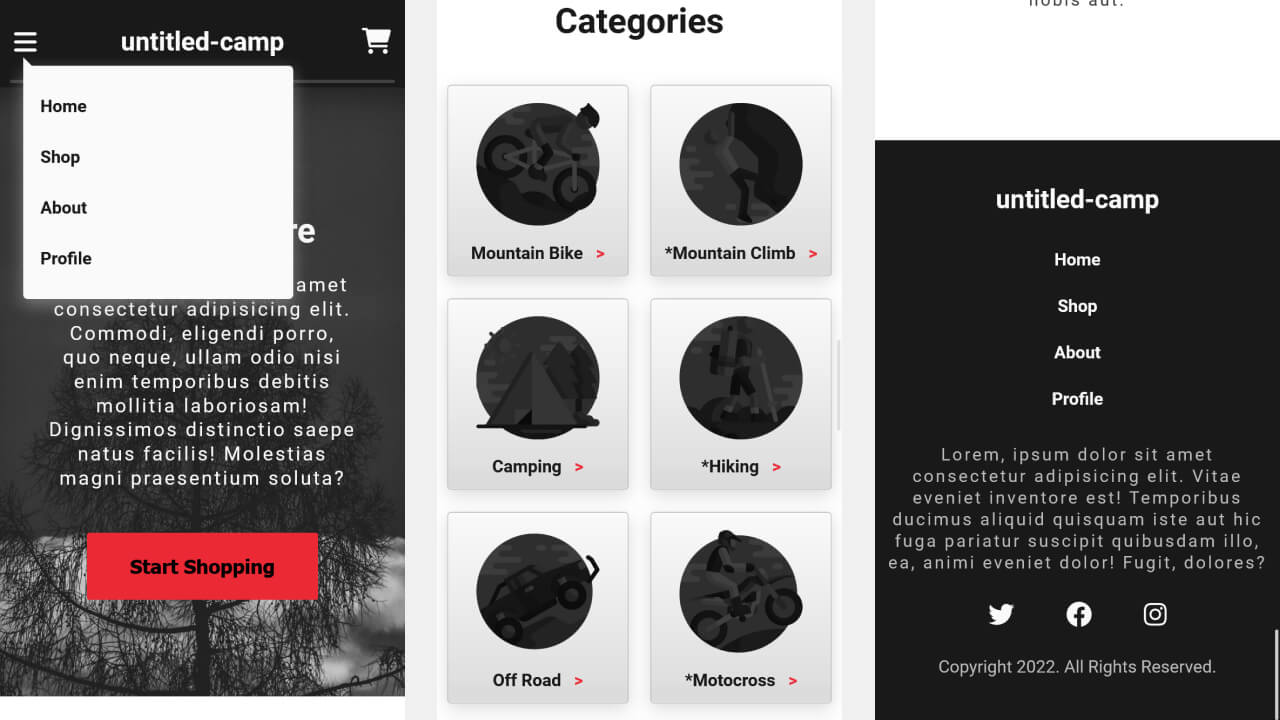 untitled-camp
Home
Shop
About
Profile
re
amet
consectetur adipisicing elit.
Commodi, eligendi porro,
quo neque, ullam odio nisi
enim temporibus debitis
mollitia laboriosam!
Dignissimos distinctio saepe
natus facilis! Molestias
magni praesentium soluta?
Start Shopping
Categories
Mountain Bike >
*Mountain Climb >
Camping >
*Hiking >
Off Road >
*Motocross >
nobis aut.
untitled-camp
Home
Shop
About
Profile
Lorem, ipsum dolor sit amet
consectetur adipisicing elit. Vitae
eveniet inventore est! Temporibus
ducimus aliquid quisquam iste aut hic
fuga pariatur suscipit quibusdam illo,
ea, animi eveniet dolor! Fugit, dolores?
Copyright 2022. All Rights Reserved.